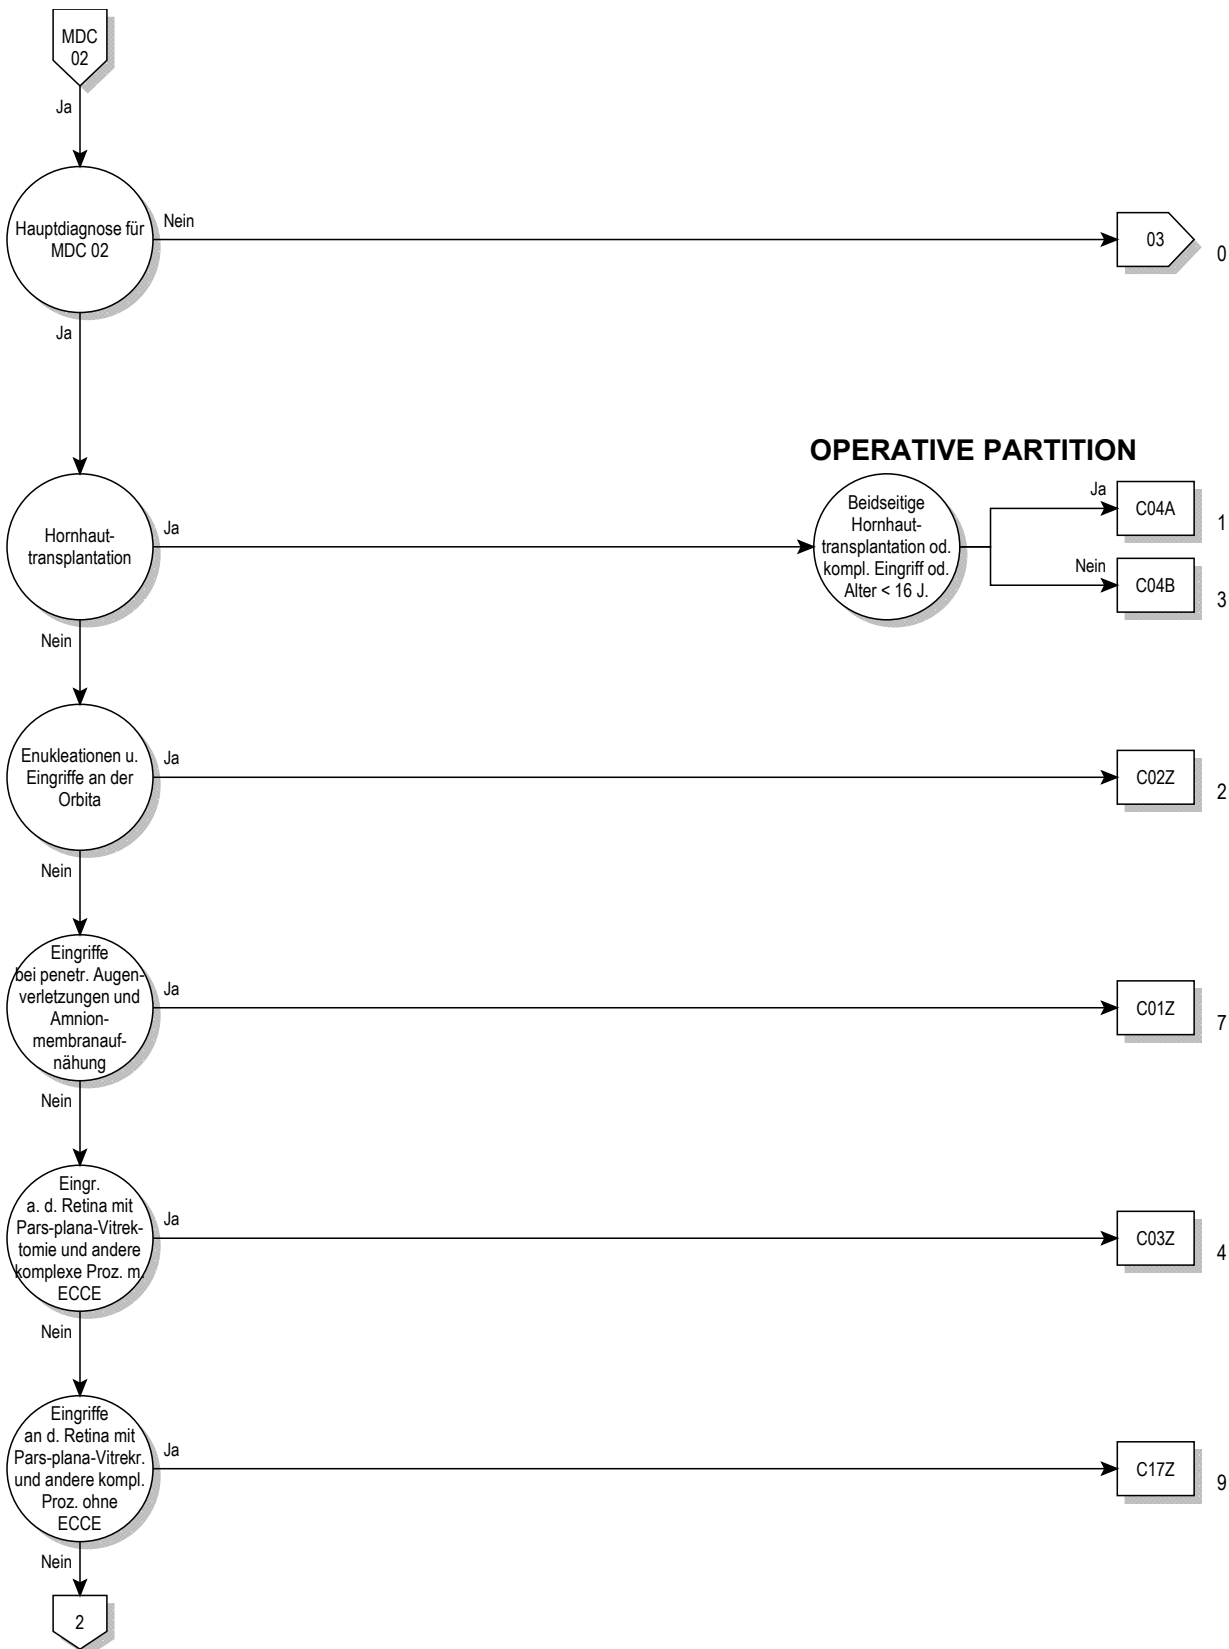 MDC
02
Ja
Hauptdiagnose für
MDC 02
Nein
03
0
Ja
OPERATIVE PARTITION
Hornhaut-
transplantation
Ja
Beidseitige
Hornhaut-
transplantation od.
kompl. Eingriff od.
Alter < 16 J.
Ja
C04A
1
Nein
C04B
3
Nein
Enukleationen u.
Eingriffe an der
Orbita
Ja
C02Z
2
Nein
Eingriffe
bei penetr. Augen-
verletzungen und
Amnion-
membranauf-
nähung
Ja
C01Z
7
Nein
Eingr.
a. d. Retina mit
Pars-plana-Vitrek-
tomie und andere
komplexe Proz. m.
ECCE
Ja
C03Z
4
Nein
Eingriffe
an d. Retina mit
Pars-plana-Vitrekr.
und andere kompl.
Proz. ohne
ECCE
Ja
C17Z
9
Nein
2